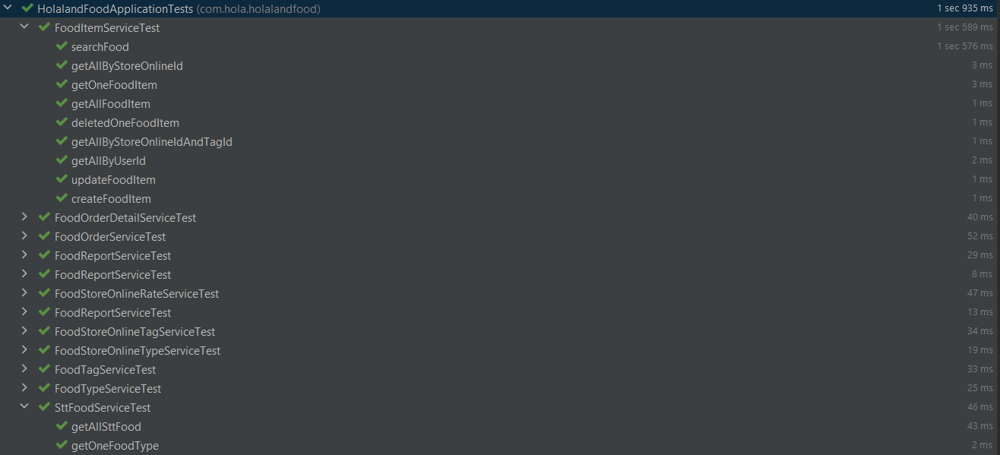 HolalandFoodApplicationTests (com.hola.holalandfood) 1 sec 935 ms
FoodItemServiceTest 1 sec 589 ms
searchFood 1 sec 576 ms
getAllByStoreOnlineId 3 ms
getOneFoodItem 3 ms
getAllFoodItem 1 ms
deletedOneFoodItem 1 ms
getAllByStoreOnlineIdAndTagId 1 ms
getAllByUserId 2 ms
updateFoodItem 1 ms
createFoodItem 1 ms
FoodOrderDetailServiceTest 40 ms
FoodOrderServiceTest 52 ms
FoodReportServiceTest 29 ms
FoodReportServiceTest 8 ms
FoodStoreOnlineRateServiceTest 47 ms
FoodReportServiceTest 13 ms
FoodStoreOnlineTagServiceTest 34 ms
FoodStoreOnlineTypeServiceTest 19 ms
FoodTagServiceTest 33 ms
FoodTypeServiceTest 25 ms
SttFoodServiceTest 46 ms
getAllSttFood 43 ms
getOneFoodType 2 ms